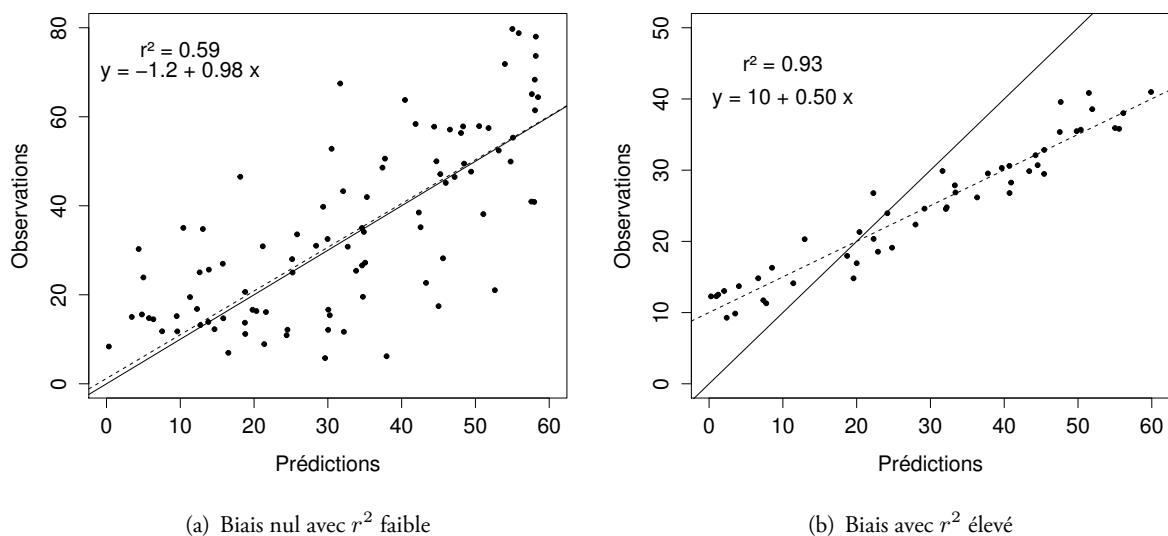 r² = 0.59
y = −1.2 + 0.98 x
Observations
80
60
40
20
0
0 10 20 30 40 50 60
Prédictions
(a) Biais nul avec r² faible
r² = 0.93
y = 10 + 0.50 x
Observations
50
40
30
20
10
0
0 10 20 30 40 50 60
Prédictions
(b) Biais avec r² élevé